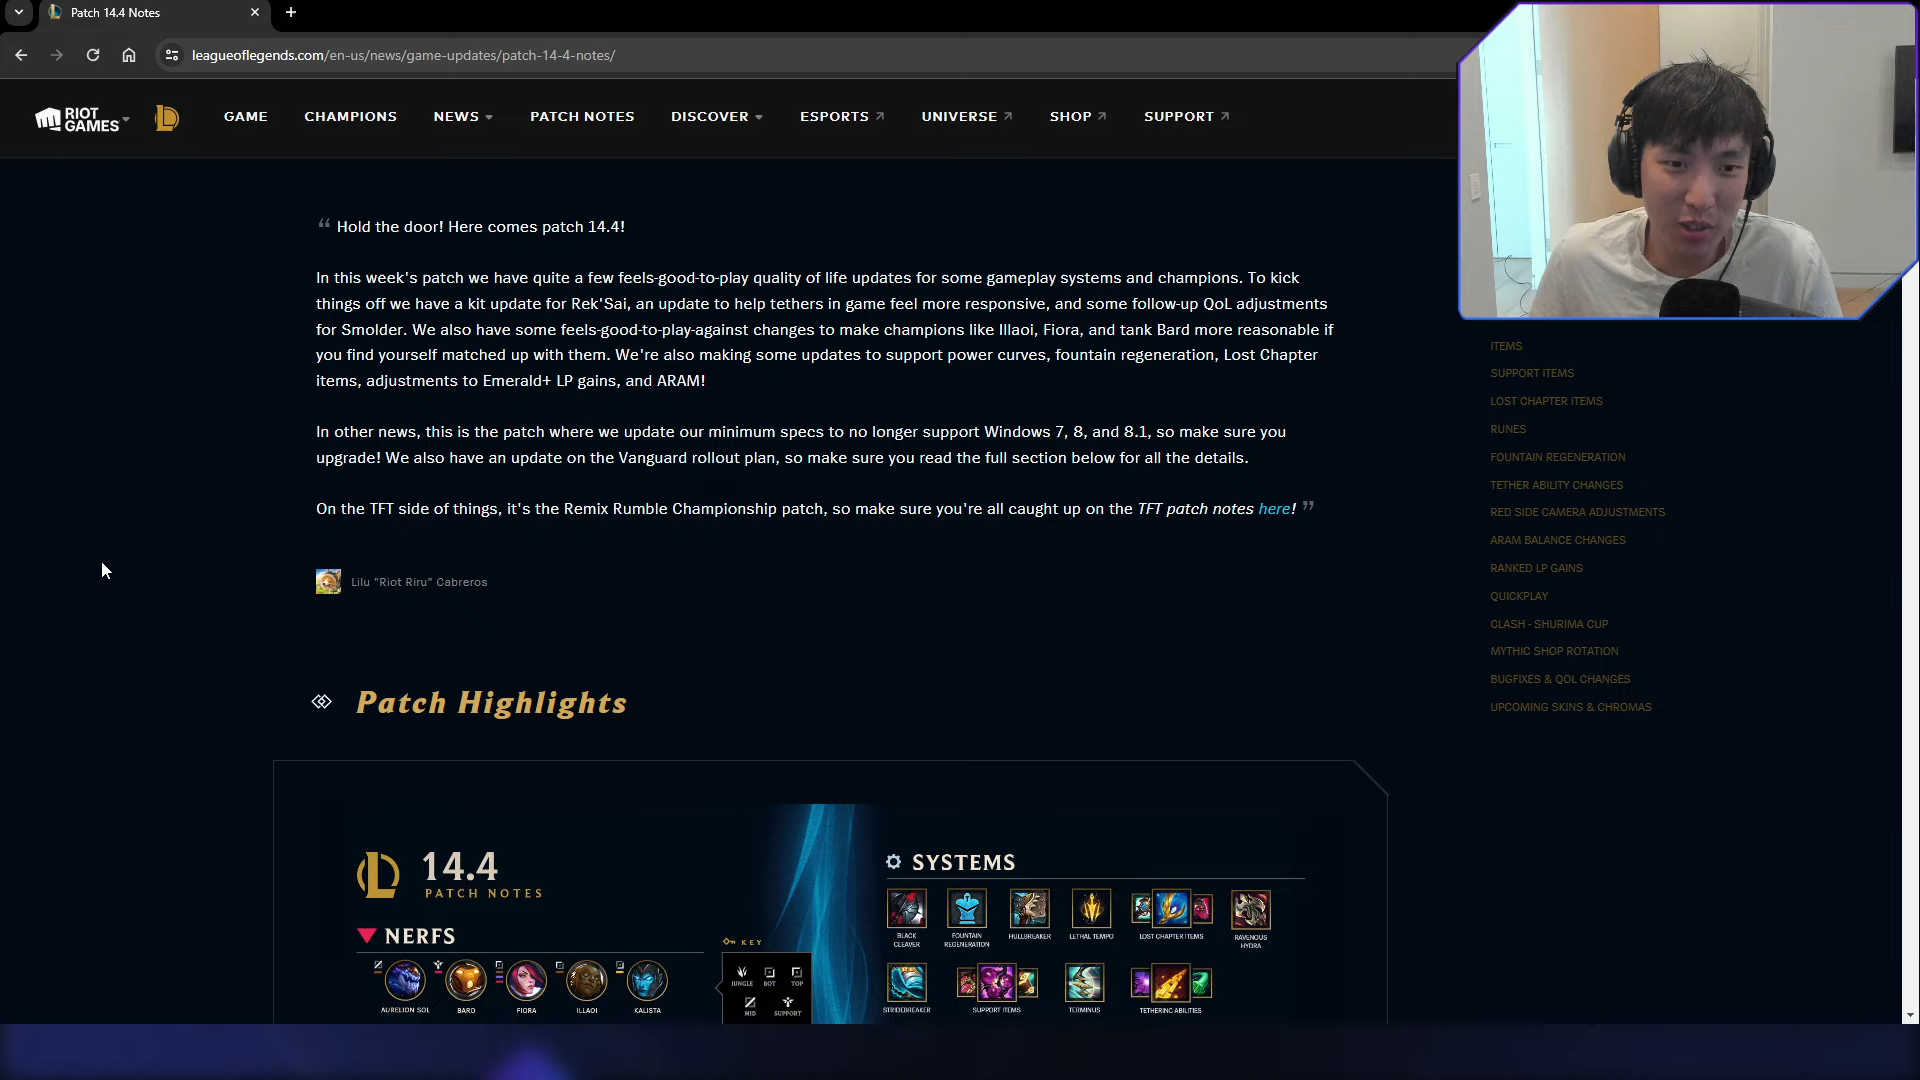 Patch 14.4 Notes
leagueoflegends.com/en-us/news/game-updates/patch-14-4-notes/
RIOT GAMES
GAME CHAMPIONS NEWS PATCH NOTES DISCOVER ESPORTS UNIVERSE SHOP SUPPORT
“ Hold the door! Here comes patch 14.4!
In this week's patch we have quite a few feels-good-to-play quality of life updates for some gameplay systems and champions. To kick
things off we have a kit update for Rek'Sai, an update to help tethers in game feel more responsive, and some follow-up QoL adjustments
for Smolder. We also have some feels-good-to-play-against changes to make champions like Illaoi, Fiora, and tank Bard more reasonable if
you find yourself matched up with them. We're also making some updates to support power curves, fountain regeneration, Lost Chapter
items, adjustments to Emerald+ LP gains, and ARAM!
In other news, this is the patch where we update our minimum specs to no longer support Windows 7, 8, and 8.1, so make sure you
upgrade! We also have an update on the Vanguard rollout plan, so make sure you read the full section below for all the details.
On the TFT side of things, it's the Remix Rumble Championship patch, so make sure you're all caught up on the TFT patch notes here! ”
Lilu "Riot Riru" Cabreros
Patch Highlights
14.4
PATCH NOTES
NERFS
AURELION SOL BARD FIORA ILLAOI KALISTA
KEY
JUNGLE BOT TOP
MID SUPPORT
SYSTEMS
BLACK CLEAVER FOUNTAIN REGENERATION HULLBREAKER LETHAL TEMPO LOST CHAPTER ITEMS RAVENOUS HYDRA
STRIDEBREAKER SUPPORT ITEMS TERMINUS TETHERING ABILITIES
ITEMS
SUPPORT ITEMS
LOST CHAPTER ITEMS
RUNES
FOUNTAIN REGENERATION
TETHER ABILITY CHANGES
RED SIDE CAMERA ADJUSTMENTS
ARAM BALANCE CHANGES
RANKED LP GAINS
QUICKPLAY
CLASH - SHURIMA CUP
MYTHIC SHOP ROTATION
BUGFIXES & QOL CHANGES
UPCOMING SKINS & CHROMAS